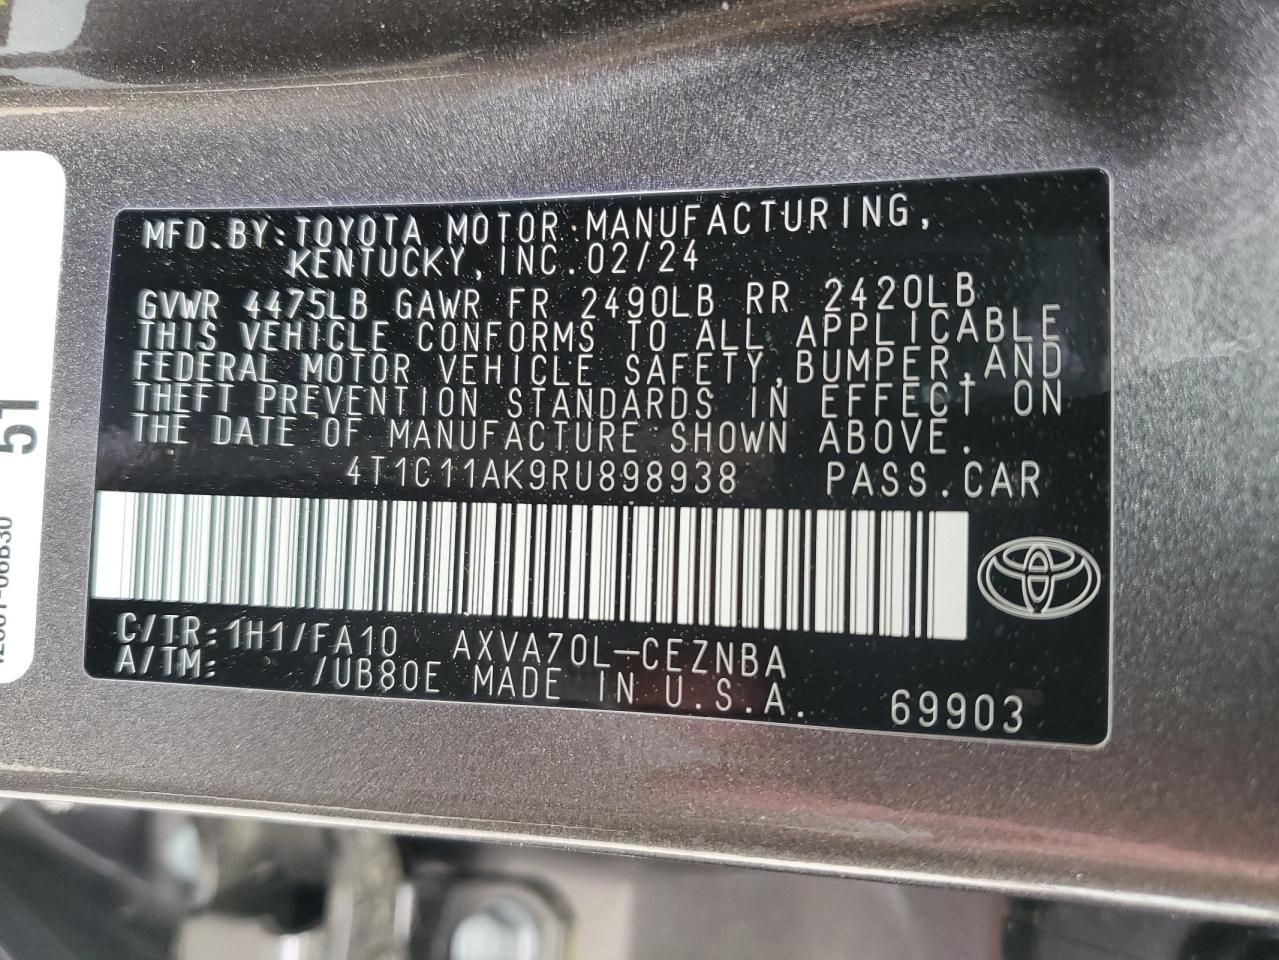 MFD.BY:TOYOTA MOTOR MANUFACTURING,
KENTUCKY,INC.02/24
GVWR 4475LB GAWR FR 2490LB RR 2420LB
THIS VEHICLE CONFORMS TO ALL APPLICABLE
FEDERAL MOTOR VEHICLE SAFETY,BUMPER,AND
THEFT PREVENTION STANDARDS IN EFFECT ON
THE DATE OF MANUFACTURE SHOWN ABOVE.
4T1C11AK9RU898938 PASS.CAR
C/TR:1H1/FA10 AXVA70L-CEZNBA
A/TM: /UB80E MADE IN U.S.A.
69903
51